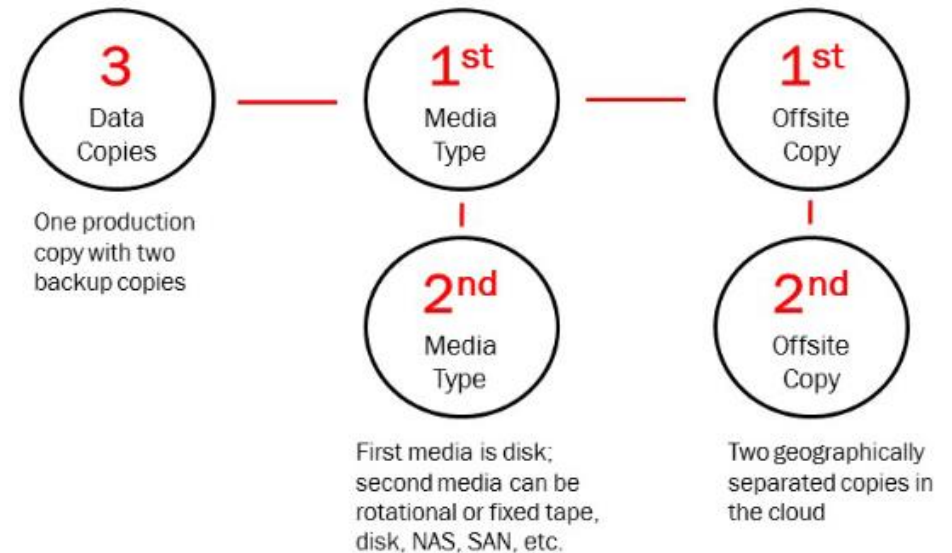 3
Data
Copies
One production
copy with two
backup copies
1st
Media
Type
2nd
Media
Type
First media is disk;
second media can be
rotational or fixed tape,
disk, NAS, SAN, etc.
1st
Offsite
Copy
2nd
Offsite
Copy
Two geographically
separated copies in
the cloud